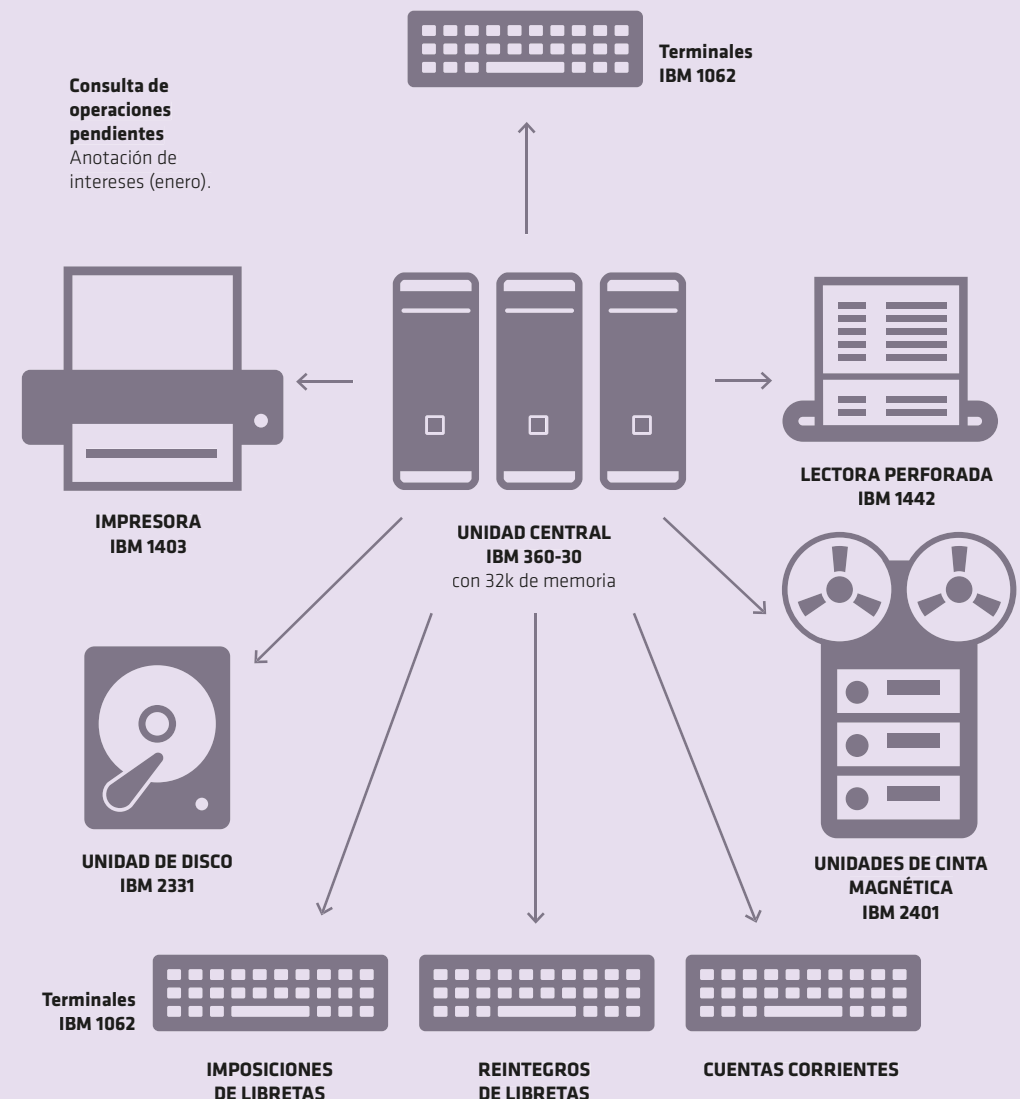 Terminales
IBM 1062
Consulta de
operaciones
pendientes
Anotación de
intereses (enero).
IMPRESORA
IBM 1403
UNIDAD CENTRAL
IBM 360-30
con 32k de memoria
LECTORA PERFORADA
IBM 1442
UNIDAD DE DISCO
IBM 2331
UNIDADES DE CINTA
MAGNÉTICA
IBM 2401
Terminales
IBM 1062
IMPOSICIONES
DE LIBRETAS
REINTEGROS
DE LIBRETAS
CUENTAS CORRIENTES